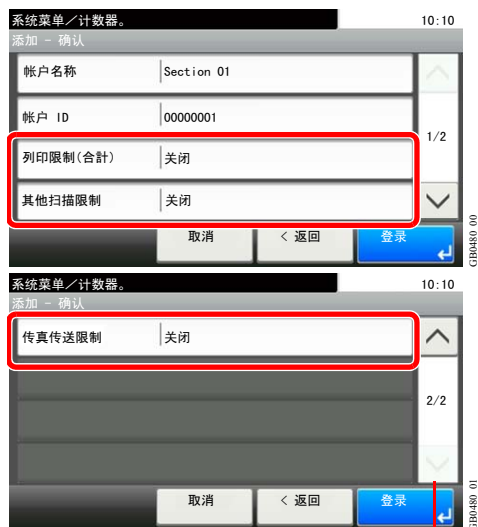 系统菜单／计数器。 10:10
添加 - 确认
帐户名称 Section 01
帐户 ID 00000001
1/2
列印限制(合計) 关闭
其他扫描限制 关闭
取消 < 返回 登录
GB0480_00
系统菜单／计数器。 10:10
添加 - 确认
传真传送限制 关闭
2/2
取消 < 返回 登录
GB0480_01